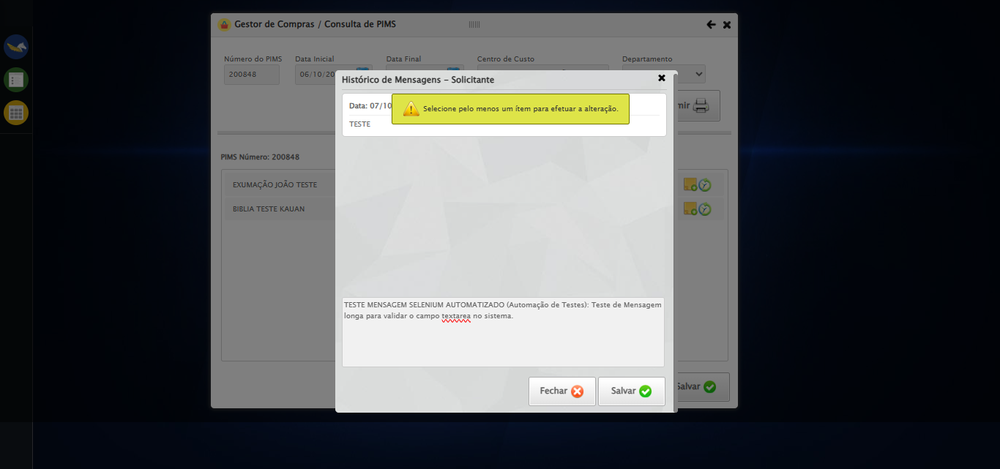 Gestor de Compras / Consulta de PIMS
Número do PIMS Data Inicial Data Final Centro de Custo Departamento
200848 06/10/20
Histórico de Mensagens - Solicitante
Data: 07/10
Selecione pelo menos um ítem para efetuar a alteração.
TESTE
PIMS Número: 200848
EXUMAÇÃO JOÃO TESTE
BIBLIA TESTE KAUAN
TESTE MENSAGEM SELENIUM AUTOMATIZADO (Automação de Testes): Teste de Mensagem
longa para validar o campo textarea no sistema.
Fechar Salvar
Salvar